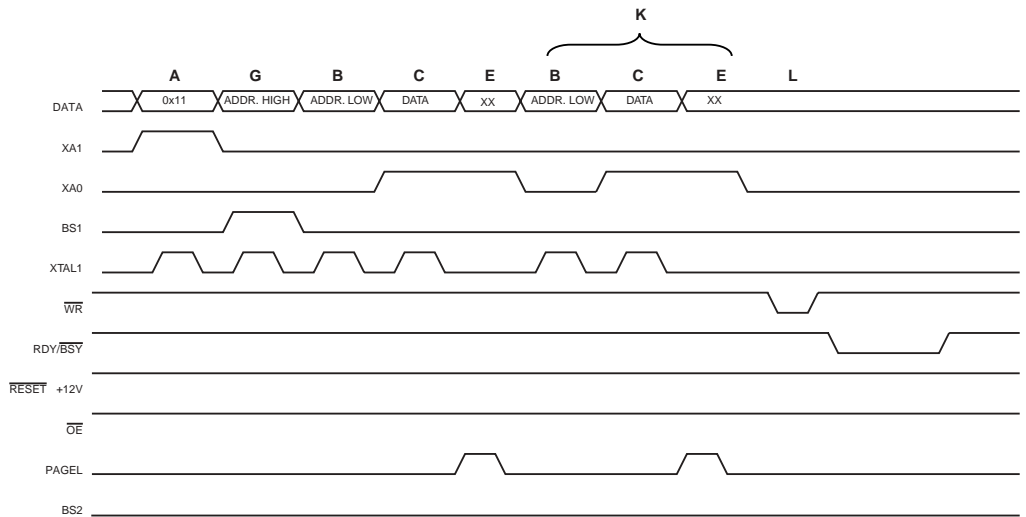 K
A G B C E B C E L
DATA 0x11 ADDR. HIGH ADDR. LOW DATA XX ADDR. LOW DATA XX
XA1
XA0
BS1
XTAL1
WR
RDY/BSY
RESET +12V
OE
PAGEL
BS2